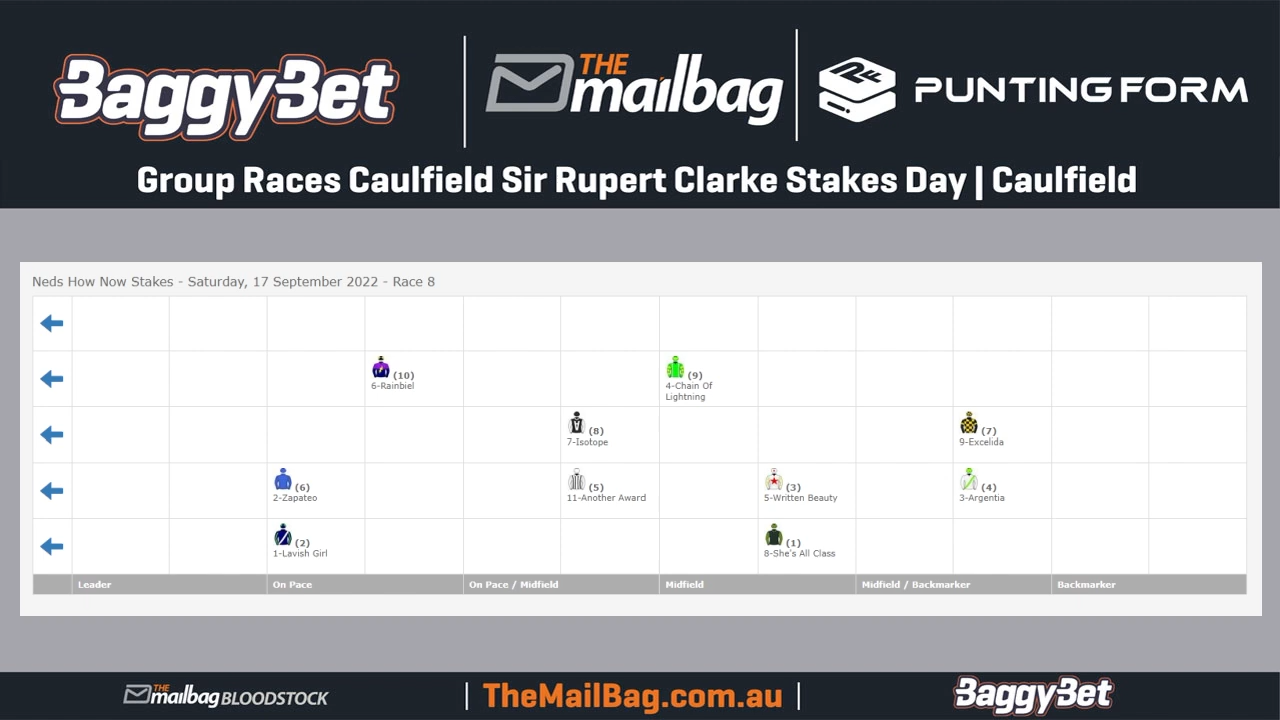 BaggyBet
THE mailbag
PUNTING FORM
Group Races Caulfield Sir Rupert Clarke Stakes Day | Caulfield
Neds How Now Stakes - Saturday, 17 September 2022 - Race 8
(10)
6-Rainbiel
(9)
4-Chain Of
Lightning
(8)
7-Isotope
(7)
9-Excelida
(6)
2-Zapateo
(5)
11-Another Award
(3)
5-Written Beauty
(4)
3-Argentia
(2)
1-Lavish Girl
(1)
8-She's All Class
Leader
On Pace
On Pace / Midfield
Midfield
Midfield / Backmarker
Backmarker
THE mailbag BLOODSTOCK
TheMailBag.com.au
BaggyBet